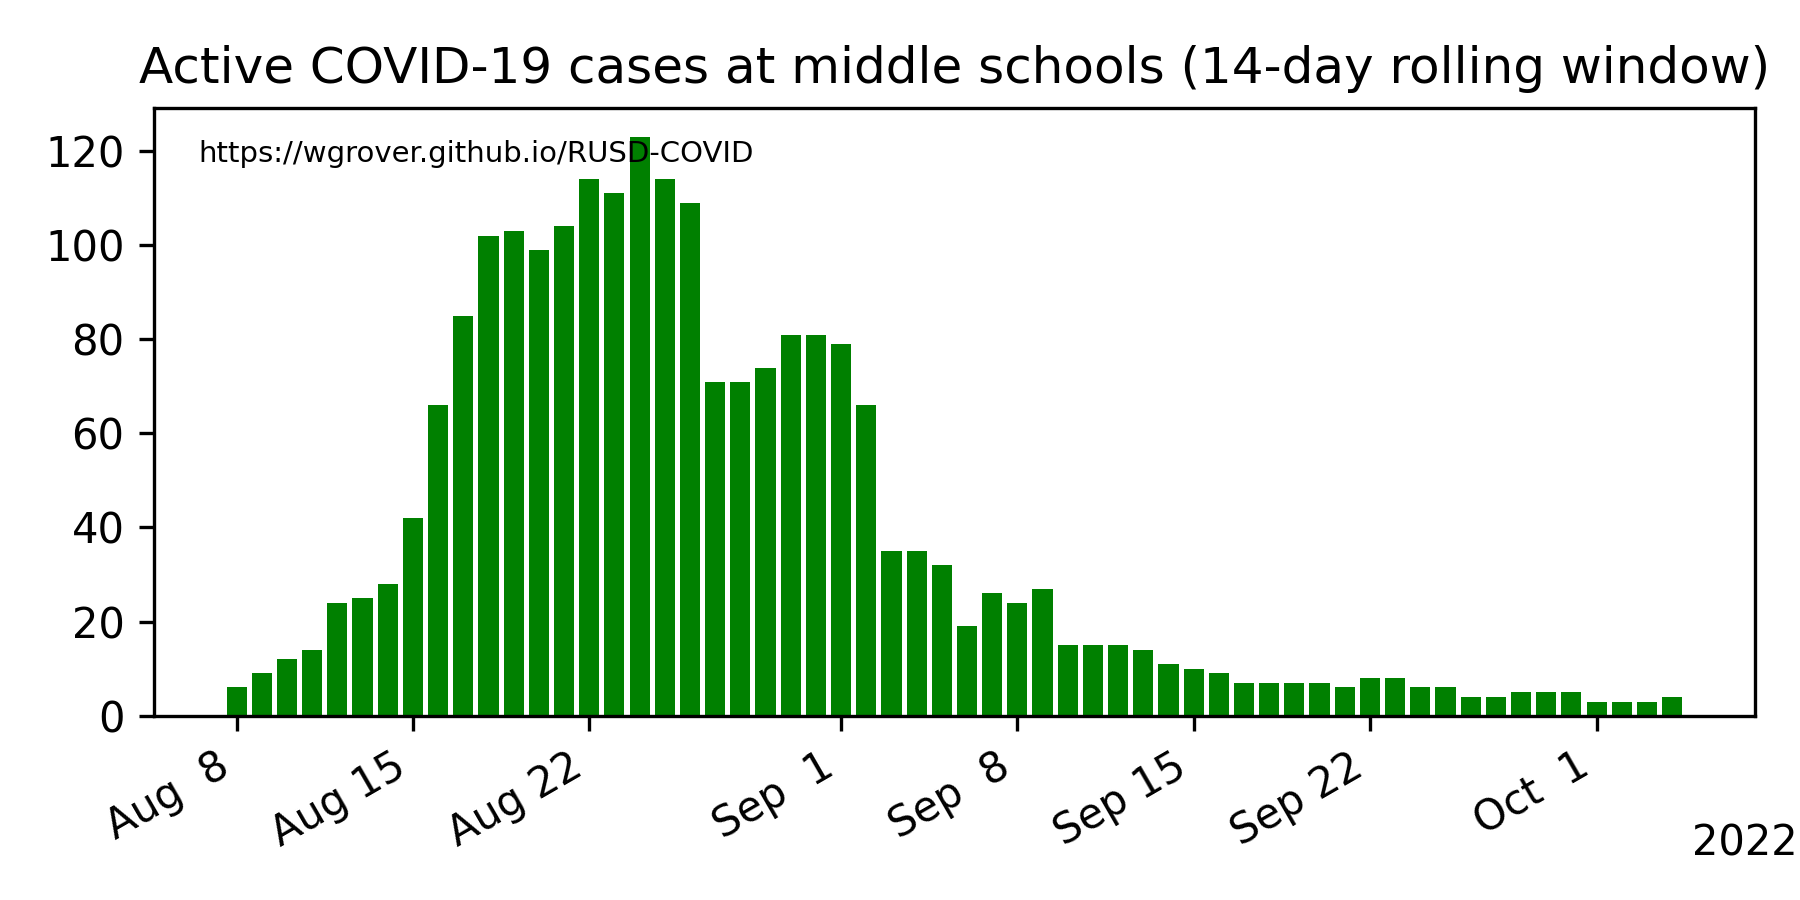 Active COVID-19 cases at middle schools (14-day rolling window)
https://wgrover.github.io/RUSD-COVID
120
100
80
60
40
20
0
Aug 8
Aug 15
Aug 22
Sep 1
Sep 8
Sep 15
Sep 22
Oct 1
2022